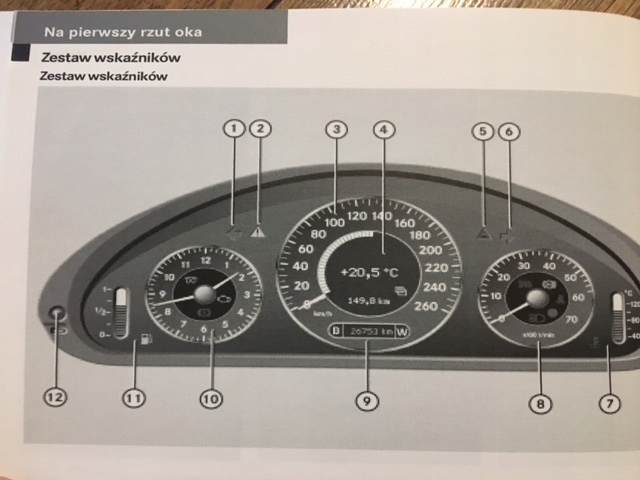 Na pierwszy rzut oka
Zestaw wskaźników
Zestaw wskaźników
1 2 3 4 5 6
80 100 120 140 160 180
60 200
40 220
20 240
0 260
+20,5 °C
149,8 km
km/h
D 26753 km W
12
11 1
10 2
9 3
8 4
7 5
6
1
1/2
0
30 40
20 50
10 60
0 70
x100 1/min
°C
120
80
40
12 11 10 9 8 7